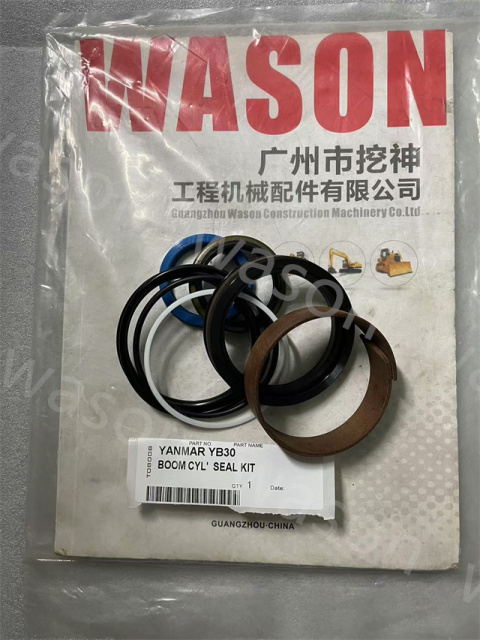 WASON
广州市挖神
工程机械配件有限公司
Guangzhou Wason Construction Machinery Co.Ltd
PART NO. PART NAME
YANMAR YB30
BOOM CYL' SEAL KIT
QTY 1 Date:
GUANGZHOU·CHINA
wason